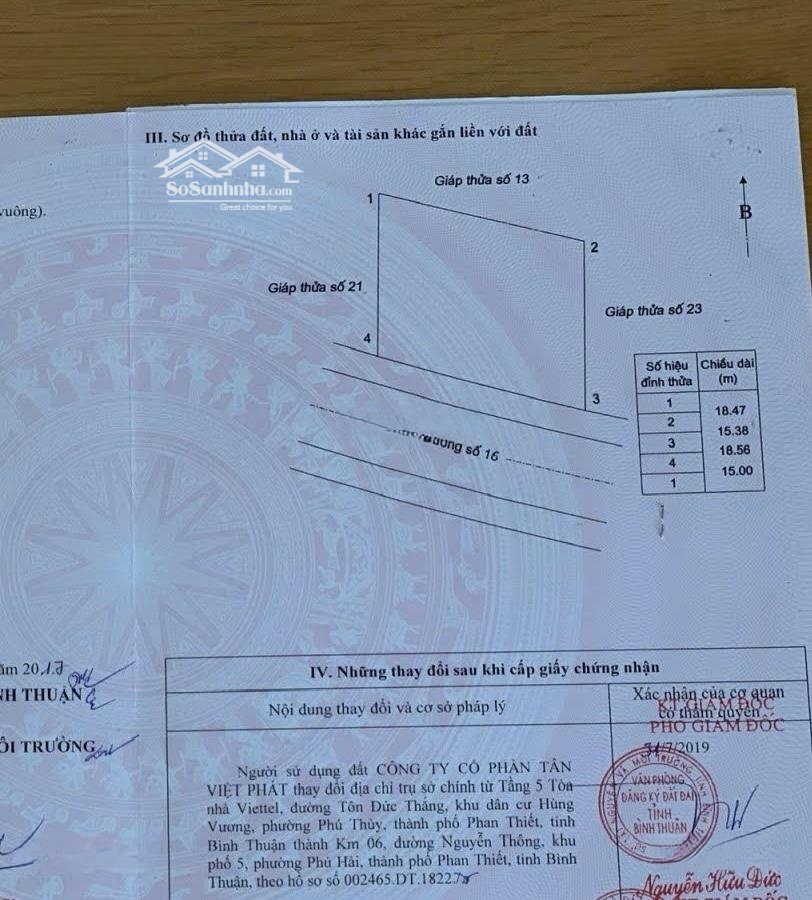 III. Sơ đồ thửa đất, nhà ở và tài sản khác gắn liền với đất
SoSanhnha.com
Great choice for you
vuông).
Giáp thửa số 13
B
1
2
Giáp thửa số 21
Giáp thửa số 23
4
3
số 16
Số hiệu đỉnh thửa
Chiều dài (m)
1
18.47
2
15.38
3
18.56
4
15.00
1
ăm 2017
NH THUẬN
ÔI TRƯỜNG
IV. Những thay đổi sau khi cấp giấy chứng nhận
Nội dung thay đổi và cơ sở pháp lý
Xác nhận của cơ quan
có thẩm quyền
KT GIÁM ĐỐC
PHÓ GIÁM ĐỐC
31/7/2019
Người sử dụng đất CÔNG TY CỔ PHẦN TÂN
VIỆT PHÁT thay đổi địa chỉ trụ sở chính từ Tầng 5 Tòa
nhà Viettel, đường Tôn Đức Thắng, khu dân cư Hùng
Vương, phường Phú Thủy, thành phố Phan Thiết, tỉnh
Bình Thuận thành Km 06, đường Nguyễn Thông, khu
phố 5, phường Phú Hải, thành phố Phan Thiết, tỉnh Bình
Thuận, theo hồ sơ số 002465.DT.18227
VĂN PHÒNG
ĐĂNG KÝ ĐẤT ĐAI
TỈNH
BÌNH THUẬN
Nguyễn Hữu Đức